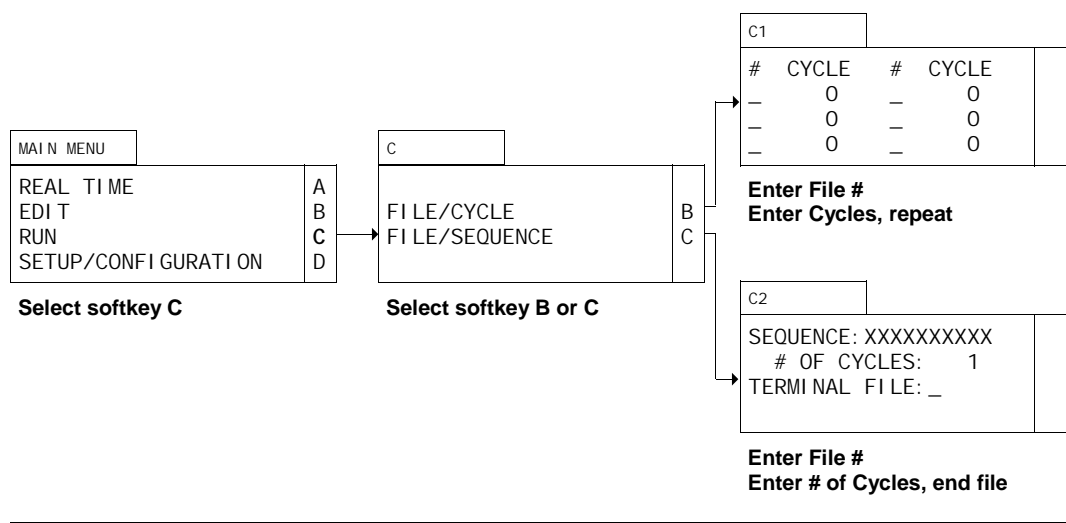 MAIN MENU
REAL TIME A
EDIT B
RUN C
SETUP/CONFIGURATION D
Select softkey C
C
FILE/CYCLE B
FILE/SEQUENCE C
Select softkey B or C
C1
# CYCLE # CYCLE
_ 0 _ 0
_ 0 _ 0
_ 0 _ 0
Enter File #
Enter Cycles, repeat
C2
SEQUENCE: XXXXXXXXXX
# OF CYCLES: 1
TERMINAL FILE: _
Enter File #
Enter # of Cycles, end file